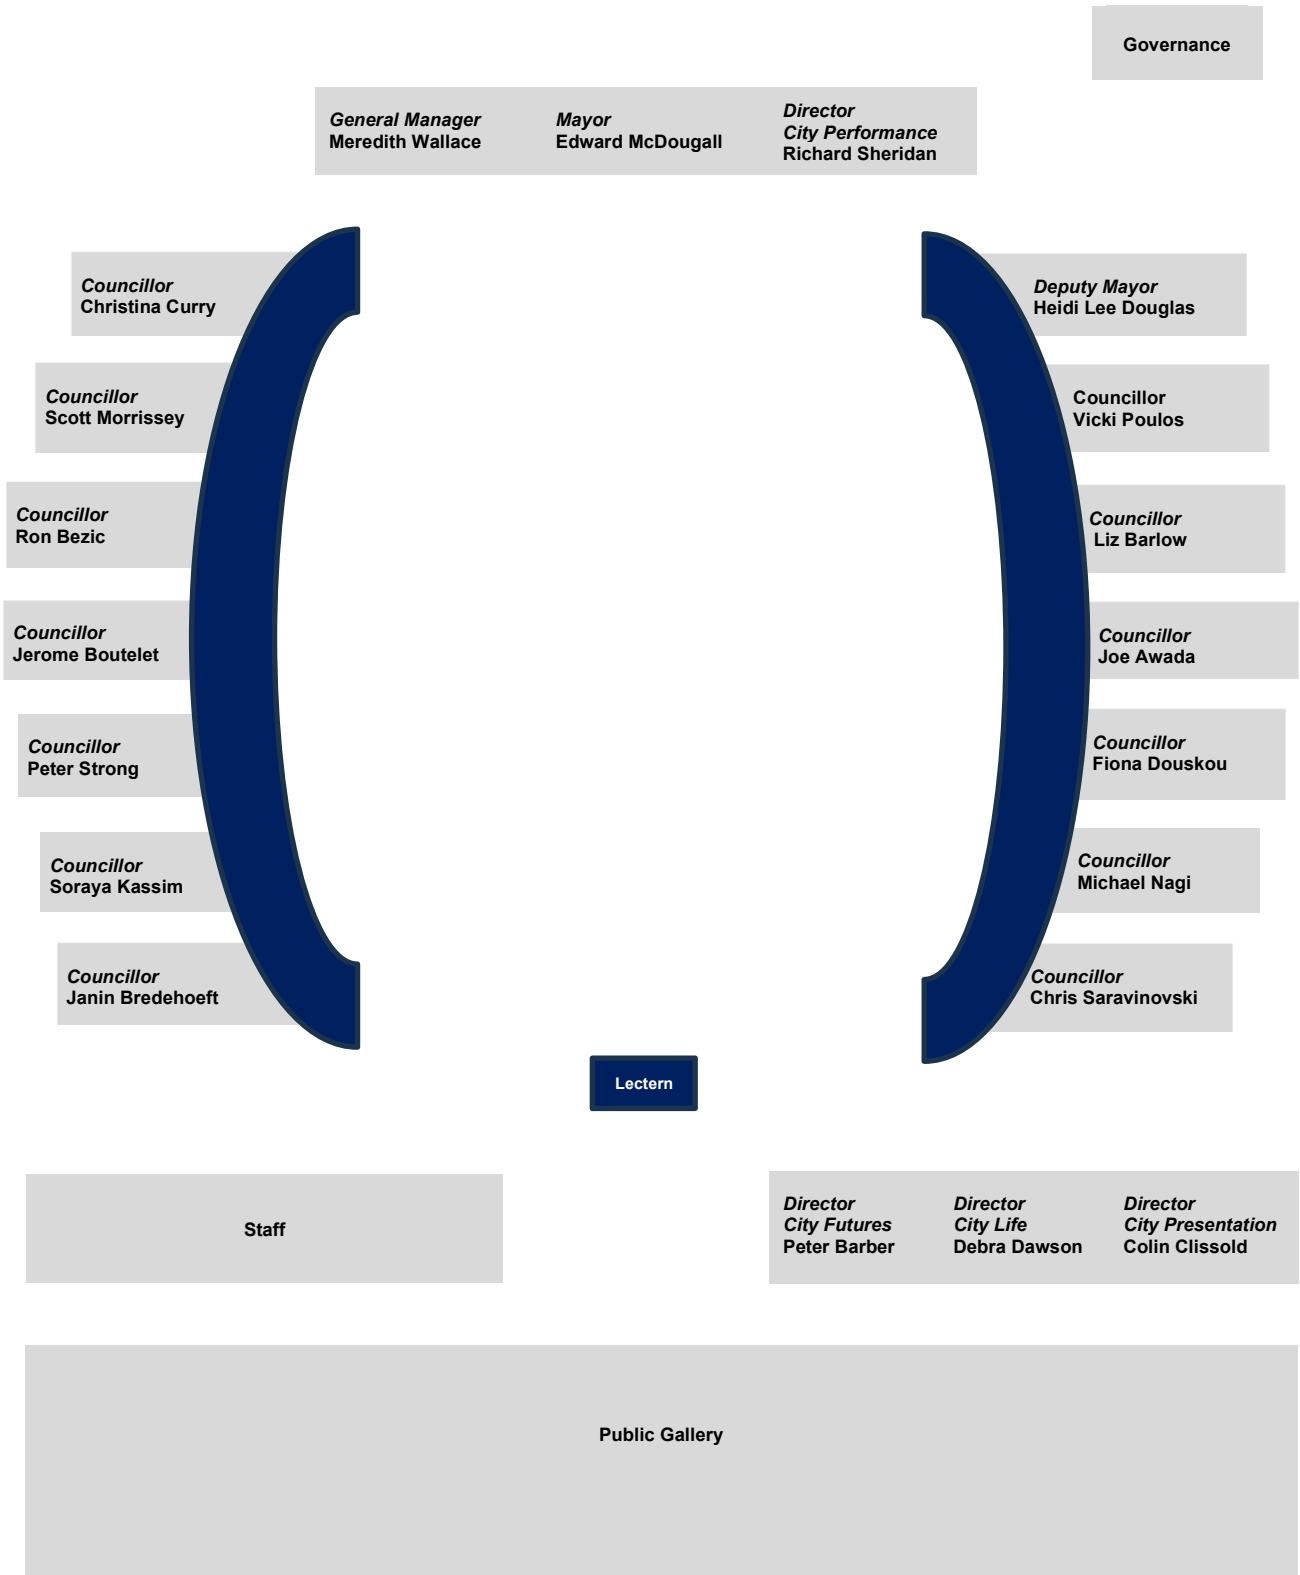 Governance
General Manager
Meredith Wallace
Mayor
Edward McDougall
Director
City Performance
Richard Sheridan
Councillor
Christina Curry
Councillor
Scott Morrissey
Councillor
Ron Bezic
Councillor
Jerome Boutelet
Councillor
Peter Strong
Councillor
Soraya Kassim
Councillor
Janin Bredehoeft
Deputy Mayor
Heidi Lee Douglas
Councillor
Vicki Poulos
Councillor
Liz Barlow
Councillor
Joe Awada
Councillor
Fiona Douskou
Councillor
Michael Nagi
Councillor
Chris Saravinovski
Lectern
Staff
Director
City Futures
Peter Barber
Director
City Life
Debra Dawson
Director
City Presentation
Colin Clissold
Public Gallery